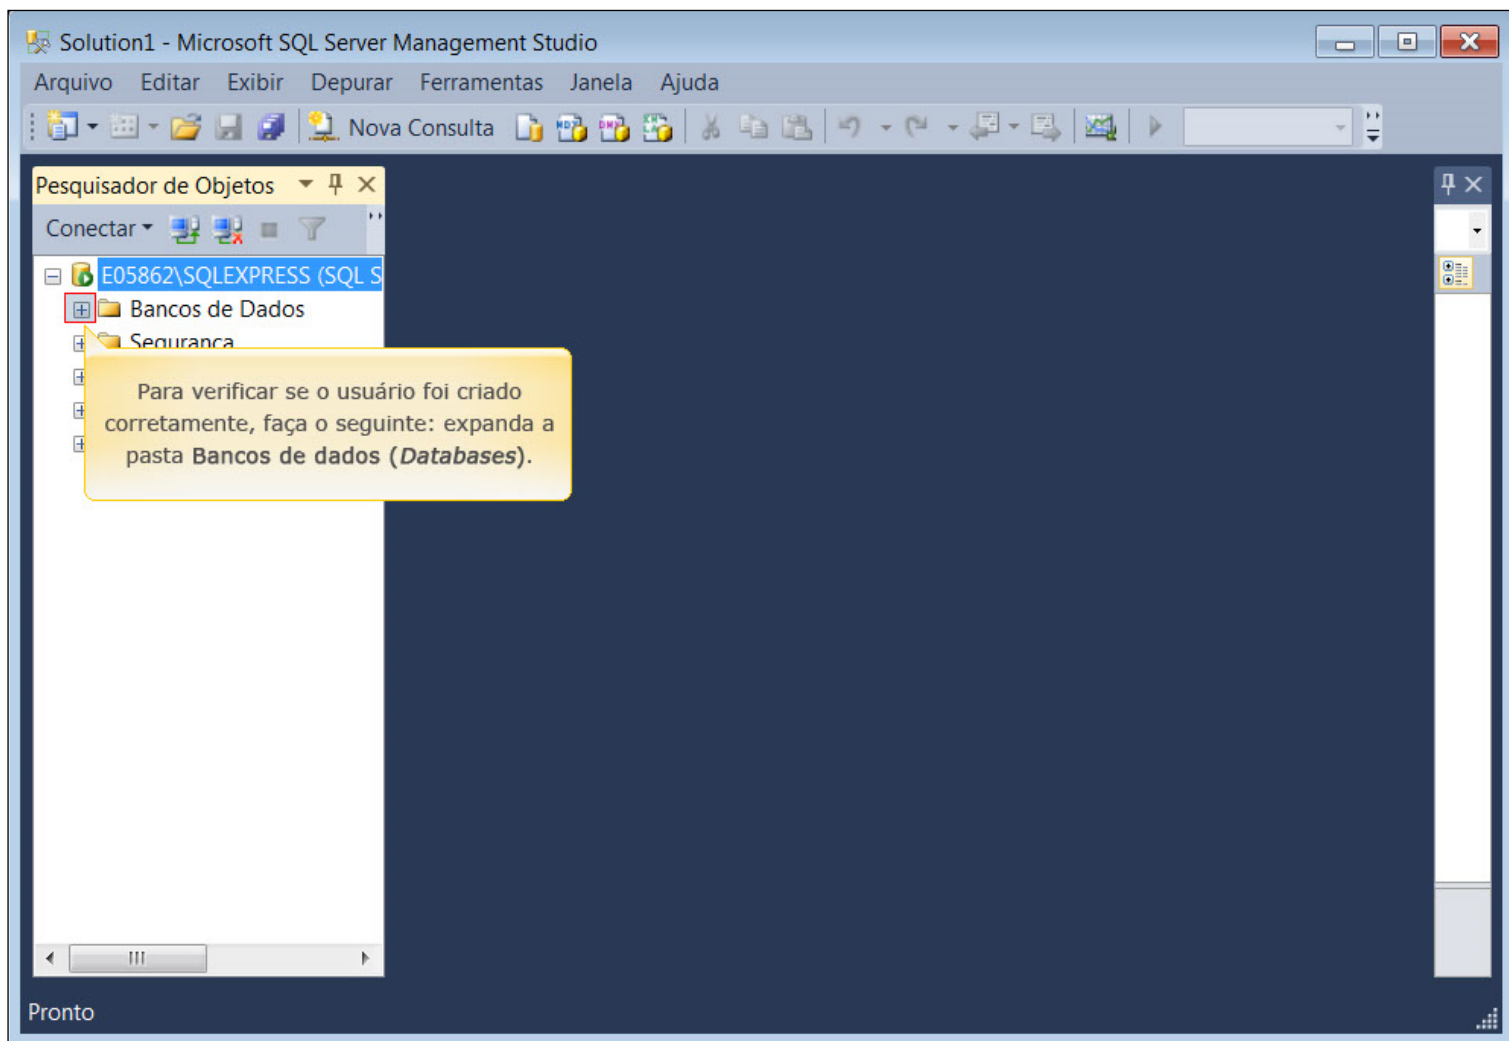 Solution1 - Microsoft SQL Server Management Studio
Arquivo Editar Exibir Depurar Ferramentas Janela Ajuda
Nova Consulta
Pesquisador de Objetos
Conectar
E05862\SQLEXPRESS (SQL S
Bancos de Dados
Segurança
Para verificar se o usuário foi criado
corretamente, faça o seguinte: expanda a
pasta Bancos de dados (Databases).
Pronto